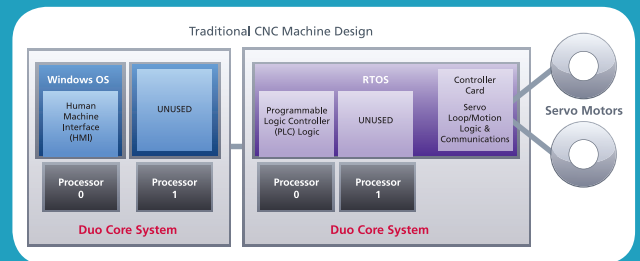 Traditional CNC Machine Design
Windows OS
Human
Machine
Interface
(HMI)
UNUSED
Processor
0
Processor
1
Duo Core System
RTOS
Programmable
Logic Controller
(PLC) Logic
UNUSED
Controller
Card
Servo
Loop/Motion
Logic &
Communications
Processor
0
Processor
1
Duo Core System
Servo Motors